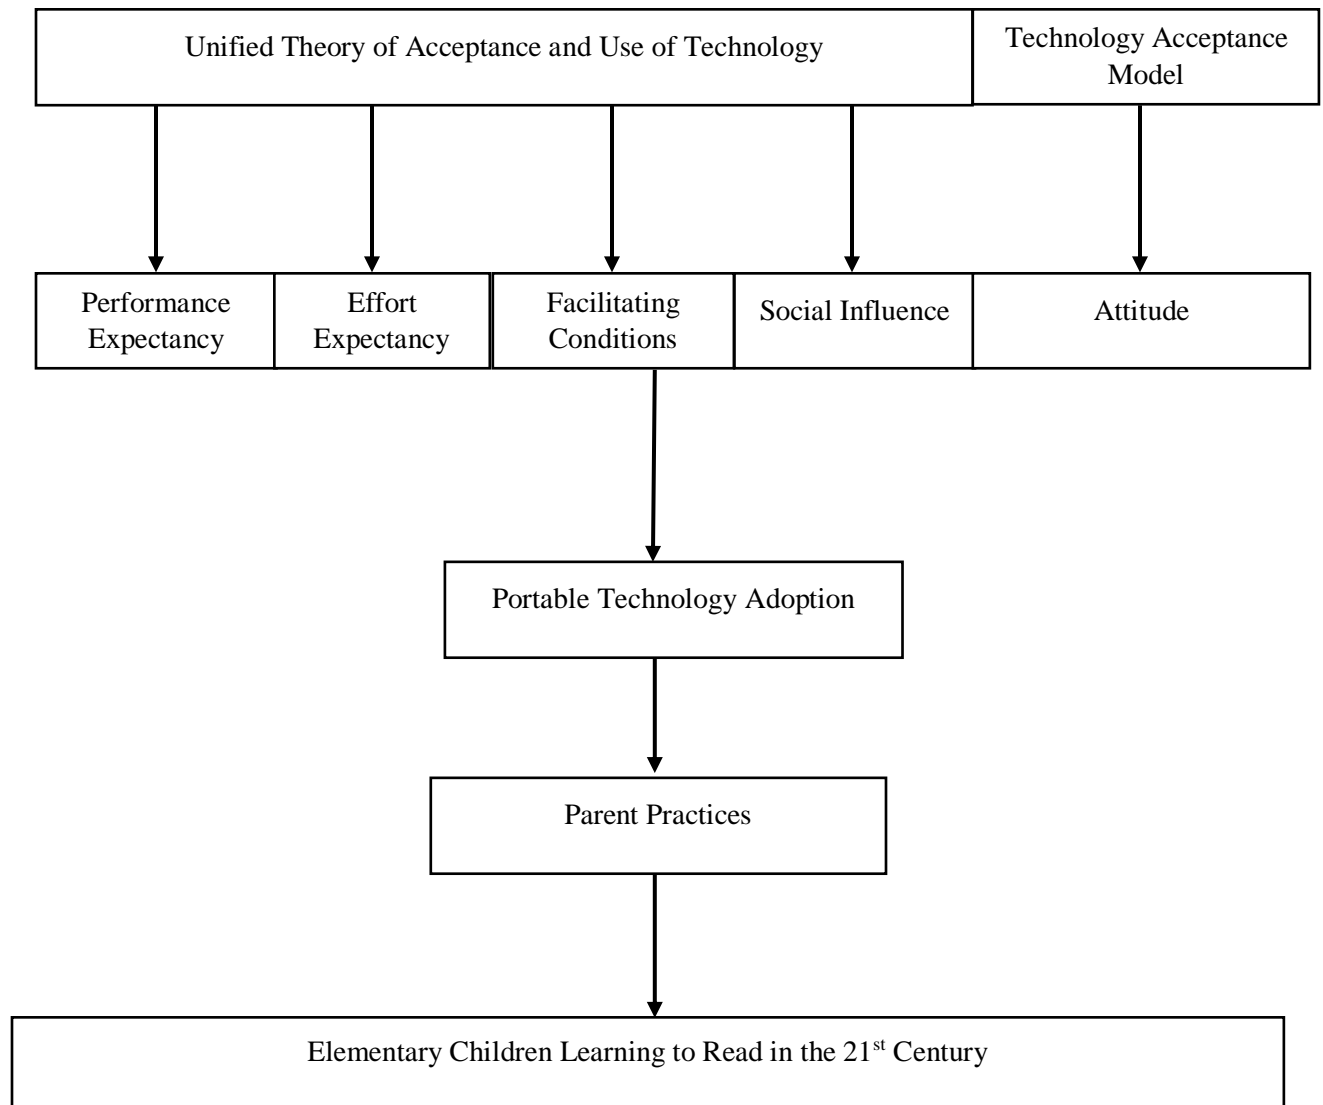 Unified Theory of Acceptance and Use of Technology
Technology Acceptance
Model
Performance
Expectancy
Effort
Expectancy
Facilitating
Conditions
Social Influence
Attitude
Portable Technology Adoption
Parent Practices
Elementary Children Learning to Read in the 21st Century